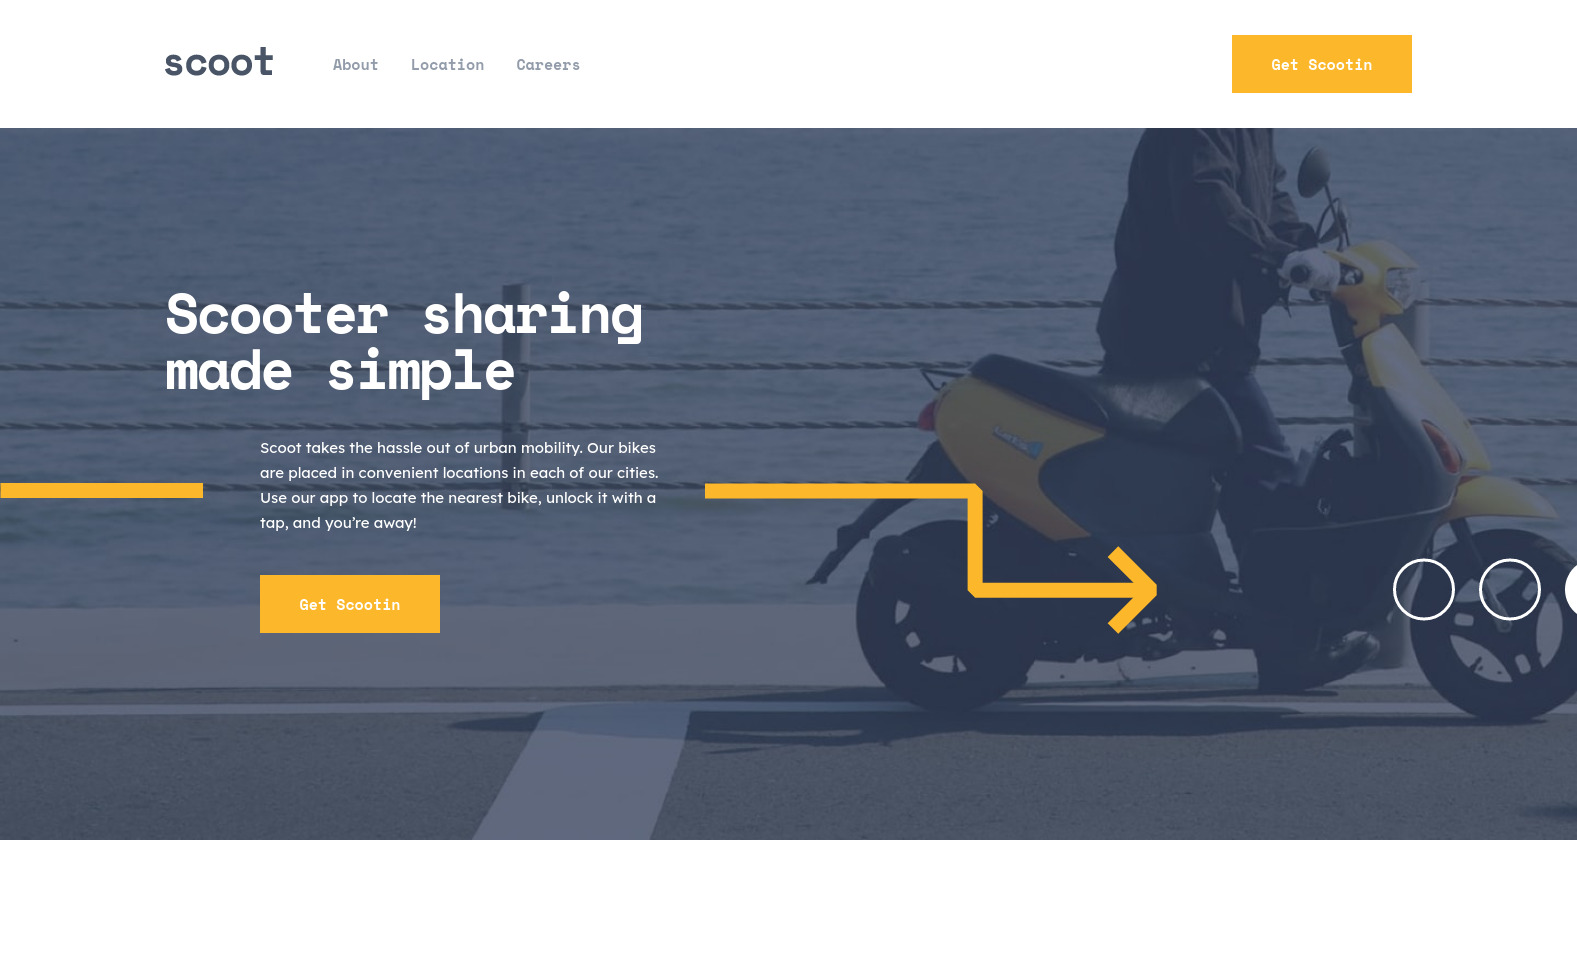 scoot
About Location Careers
Get Scootin
Scooter sharing
made simple
Scoot takes the hassle out of urban mobility. Our bikes
are placed in convenient locations in each of our cities.
Use our app to locate the nearest bike, unlock it with a
tap, and you’re away!
Get Scootin